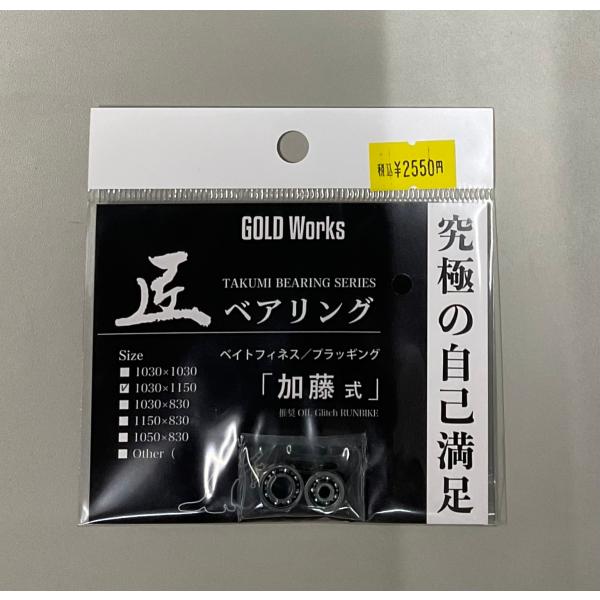 税込¥2550円
GOLD Works
匠
TAKUMI BEARING SERIES
ベアリング
Size
1030×1030
1030×1150
1030×830
1150×830
1050×830
Other (
ベイトフィネス／プラッギング
「加藤 式」
推奨 OIL Glitch RUNBIKE
究極の自己満足